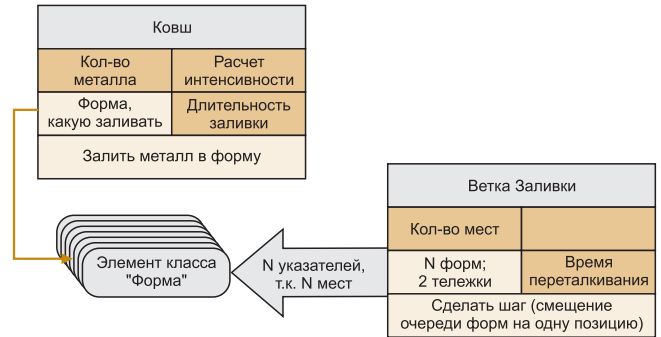 Ковш
Кол-во
металла
Расчет
интенсивности
Форма,
какую заливать
Длительность
заливки
Залить металл в форму
Элемент класса
"Форма"
N указателей,
т.к. N мест
Ветка Заливки
Кол-во мест
N форм;
2 тележки
Время
переталкивания
Сделать шаг (смещение
очереди форм на одну позицию)